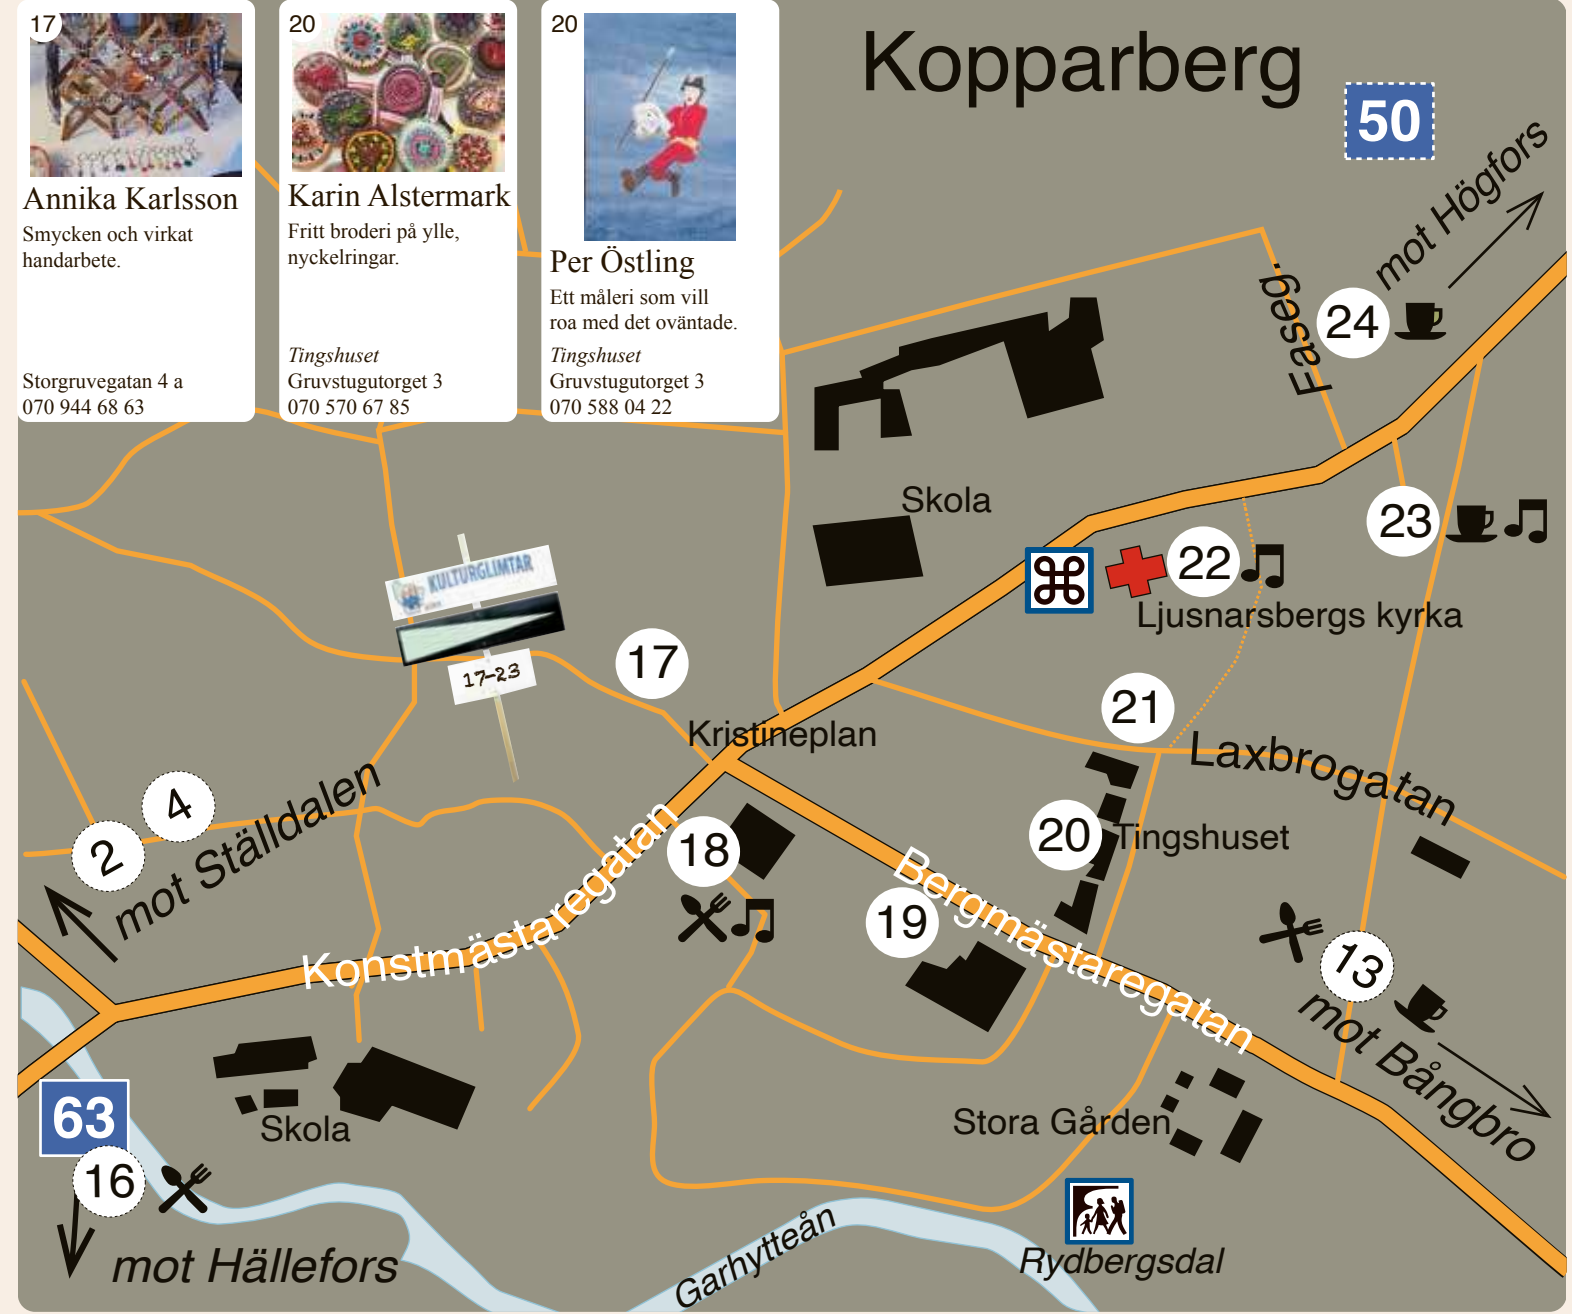 17
Annika Karlsson
Smycken och virkat
handarbete.
Storgruvegatan 4 a
070 944 68 63
20
Karin Alstermark
Fritt broderi på ylle,
nyckelringar.
Tingshuset
Gruvstugutorget 3
070 570 67 85
20
Per Östling
Ett måleri som vill
roa med det oväntade.
Tingshuset
Gruvstugutorget 3
070 588 04 22
Kopparberg
50
mot Högfors
Faseg.
24
Skola
23
22
Ljusnarsbergs kyrka
KULTURGLIMTAR
17-23
17
Kristineplan
21
Laxbrogatan
4
2
mot Ställdalen
18
20
Tingshuset
19
Konstmästaregatan
Bergmästaregatan
13
mot Bångbro
63
Skola
Stora Gården
16
mot Hällefors
Garhytteån
Rydbergsdal